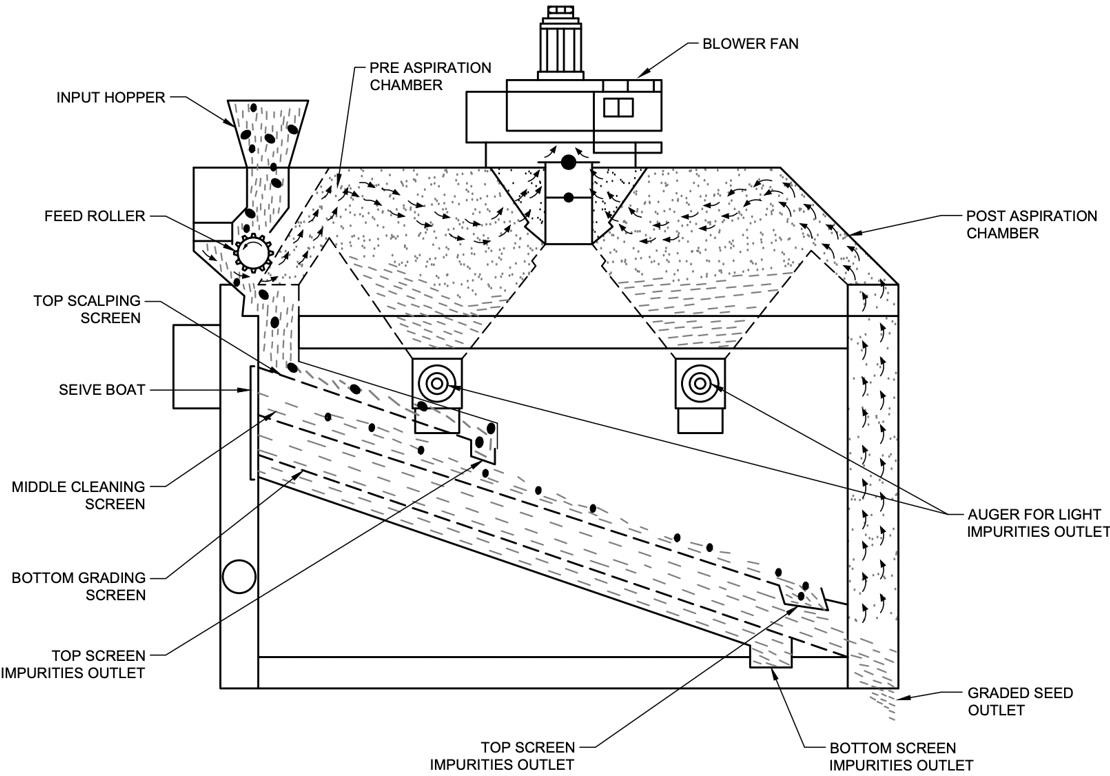 BLOWER FAN
PRE ASPIRATION
CHAMBER
INPUT HOPPER
FEED ROLLER
POST ASPIRATION
CHAMBER
TOP SCALPING
SCREEN
SEIVE BOAT
MIDDLE CLEANING
SCREEN
AUGER FOR LIGHT
IMPURITIES OUTLET
BOTTOM GRADING
SCREEN
TOP SCREEN
IMPURITIES OUTLET
GRADED SEED
OUTLET
TOP SCREEN
IMPURITIES OUTLET
BOTTOM SCREEN
IMPURITIES OUTLET